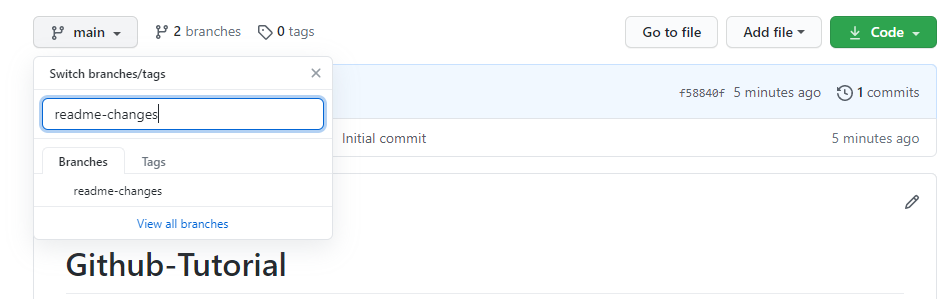 main 2 branches 0 tags Go to file Add file Code
Switch branches/tags
f58840f 5 minutes ago 1 commits
readme-changes
Initial commit 5 minutes ago
Branches Tags
readme-changes
View all branches
Github-Tutorial